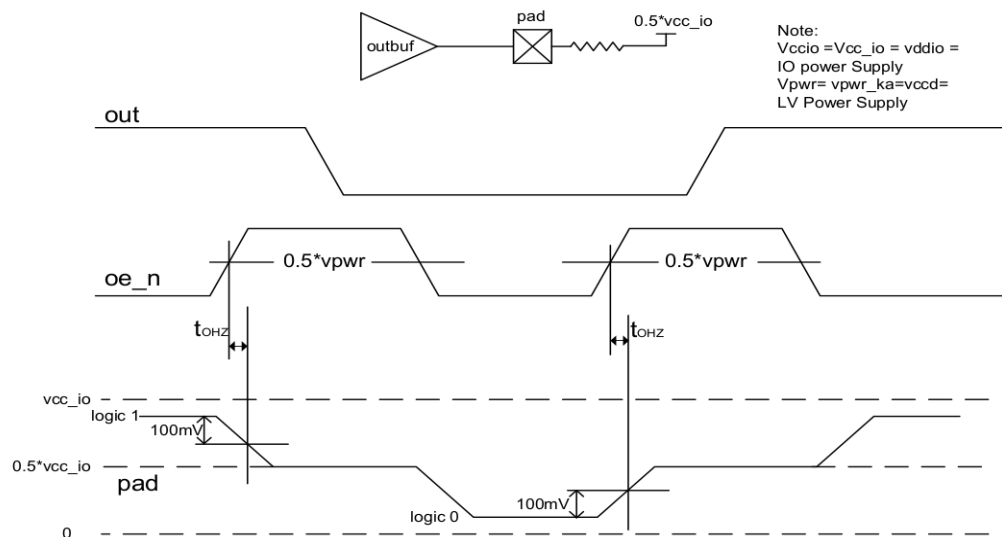 pad
0.5*vcc_io
outbuf
Note:
Vccio =Vcc_io = vddio =
IO power Supply
Vpwr= vpwr_ka=vccd=
LV Power Supply
out
0.5*vpwr
0.5*vpwr
oe_n
tOHZ
tOHZ
vcc_io
logic 1
100mV
0.5*vcc_io
pad
100mV
logic 0
0